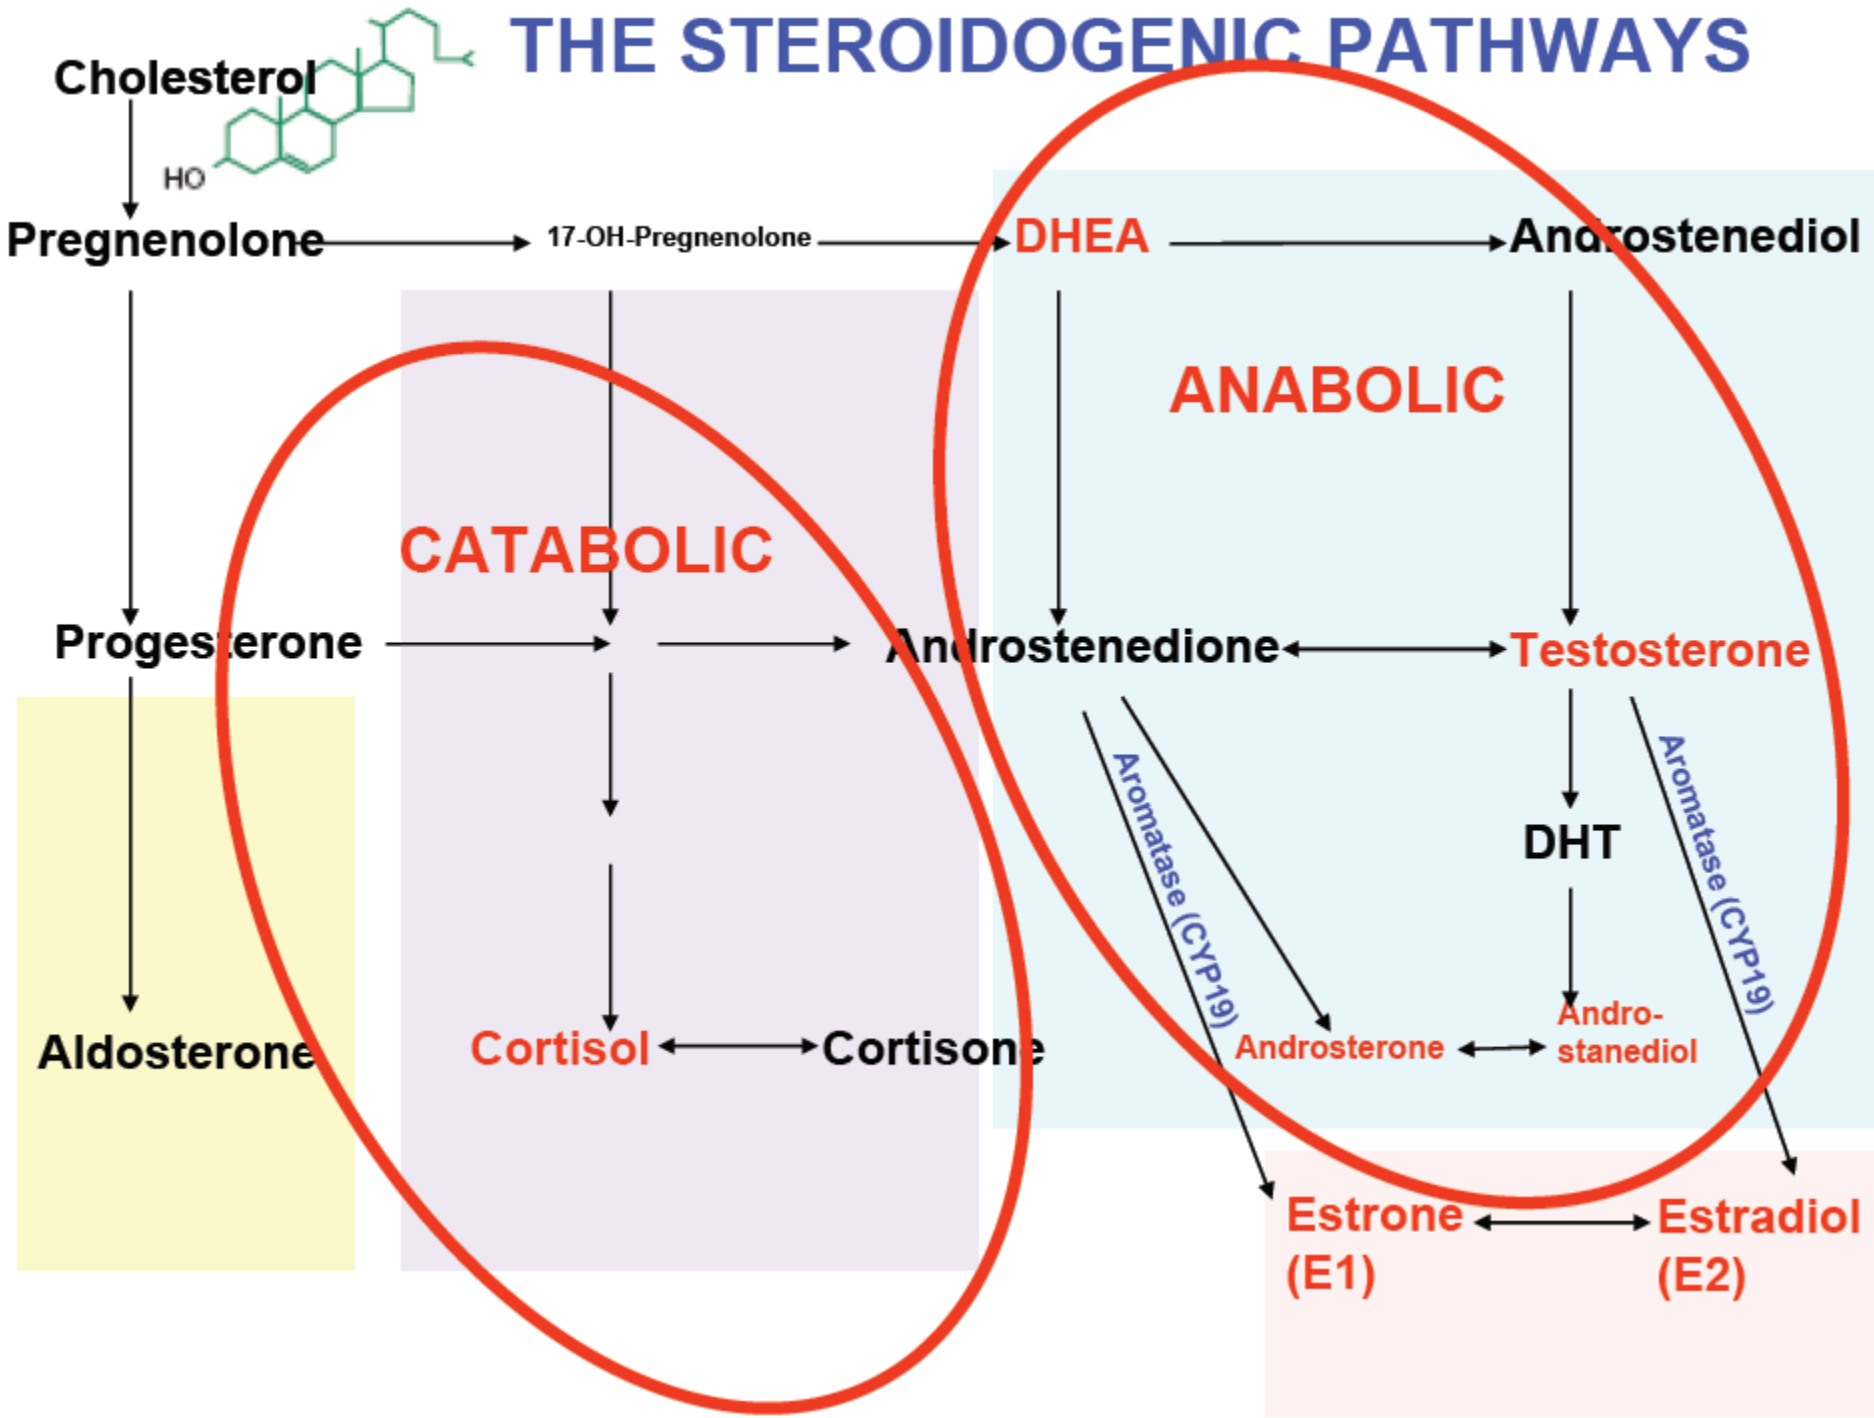 THE STEROIDOGENIC PATHWAYS
Cholesterol
HO
Pregnenolone
17-OH-Pregnenolone
DHEA
Androstenediol
ANABOLIC
CATABOLIC
Progesterone
Androstenedione
Testosterone
Aromatase (CYP19)
Aromatase (CYP19)
DHT
Aldosterone
Cortisol
Cortisone
Androsterone
Andro-
stanediol
Estrone
(E1)
Estradiol
(E2)